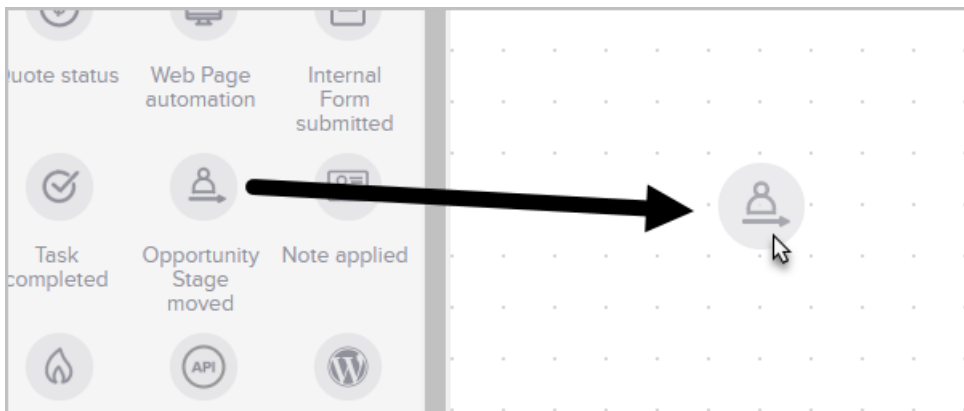 uote status
Web Page
automation
Internal
Form
submitted
Task
completed
Opportunity
Stage
moved
Note applied
API